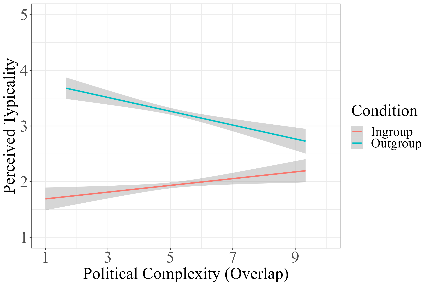 Perceived Typicality
5
4
3
2
1
1
3
5
7
9
Political Complexity (Overlap)
Condition
Ingroup
Outgroup